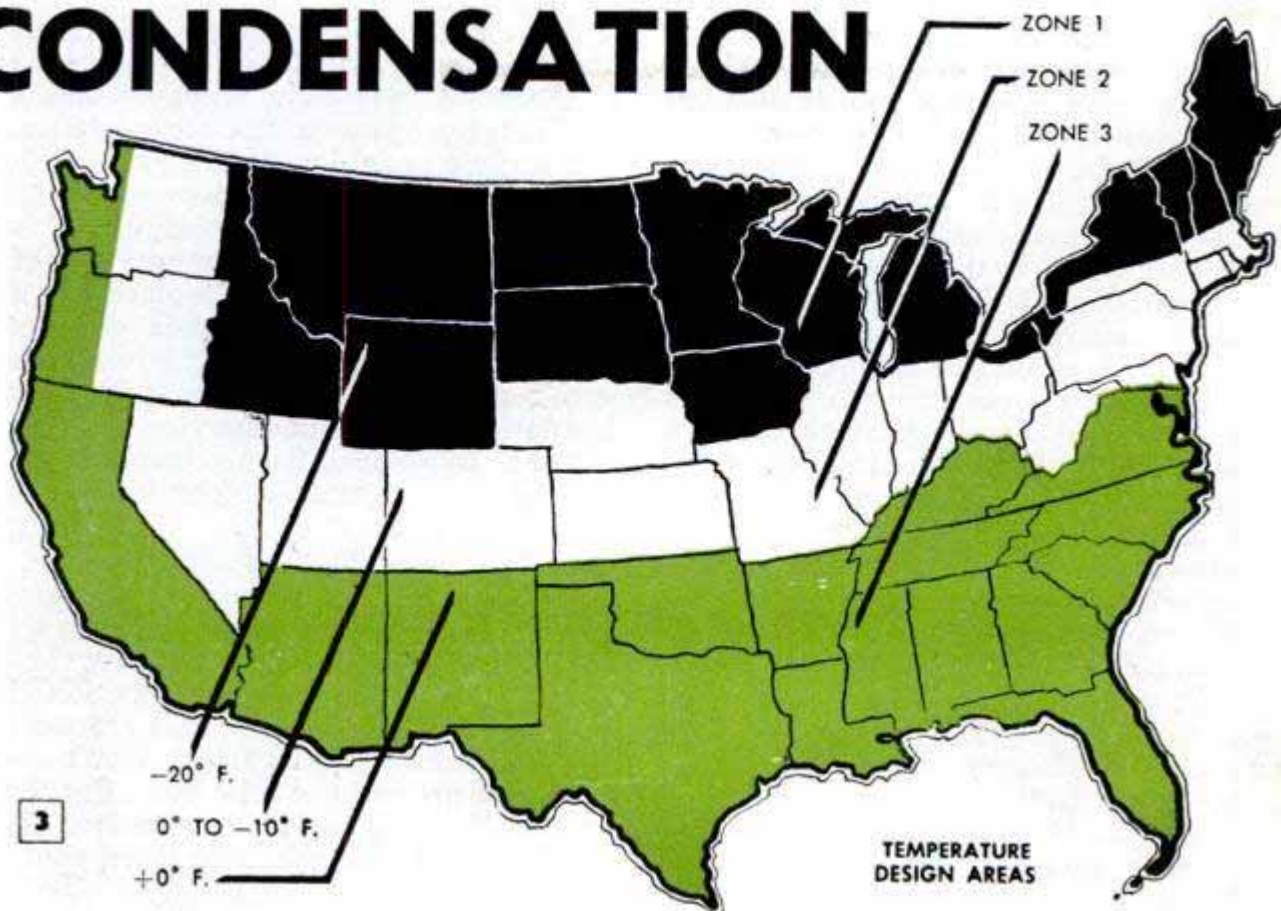 CONDENSATION
ZONE 1
ZONE 2
ZONE 3
−20° F.
0° TO −10° F.
+0° F.
3
TEMPERATURE
DESIGN AREAS